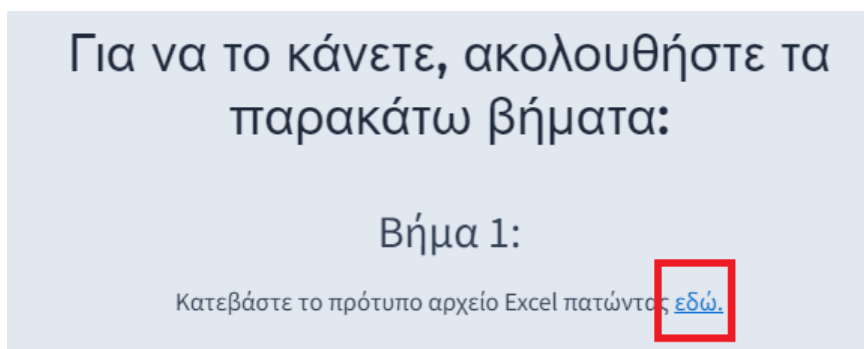 Για να το κάνετε, ακολουθήστε τα
παρακάτω βήματα:
Βήμα 1:
Κατεβάστε το πρότυπο αρχείο Excel πατώντας εδώ.